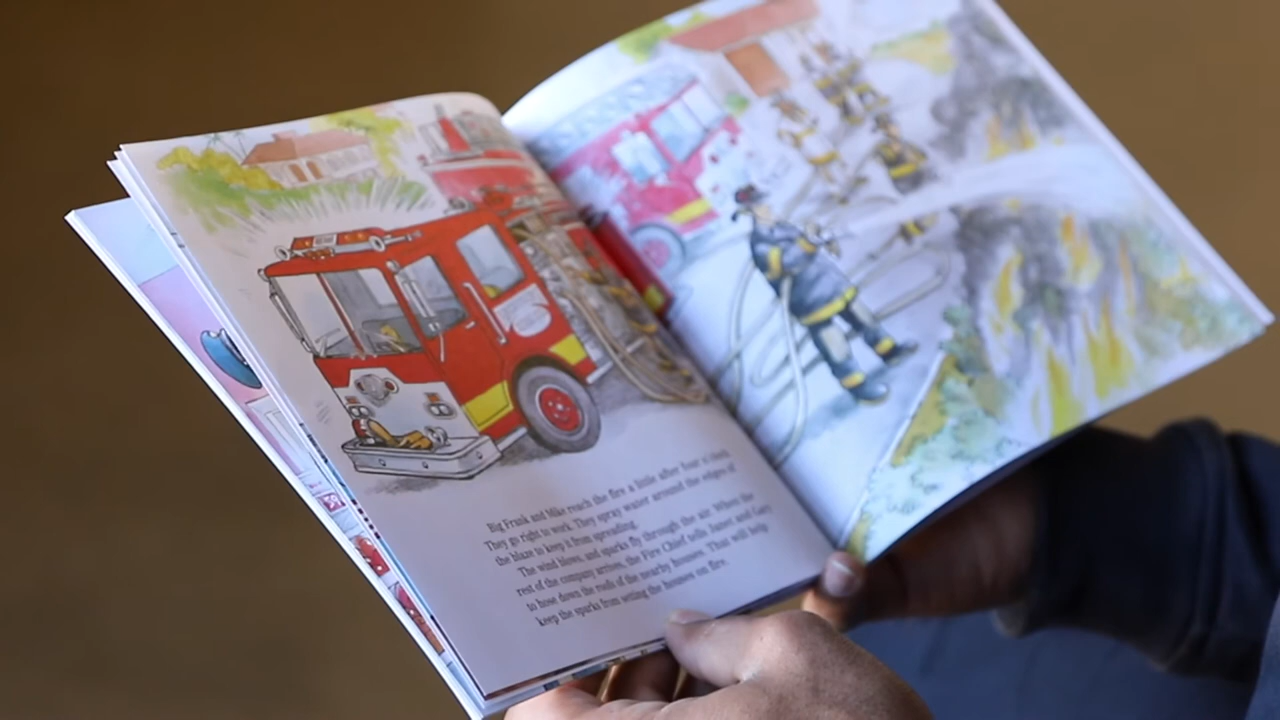 Big Frank and Mike reach the fire a little after four o'clock.
They go right to work. They spray water around the edges of
the blaze to keep it from spreading.
The wind blows, and sparks fly through the air. When the
rest of the company arrives, the Fire Chief tells Janet and Gary
to hose down the roofs of the nearby houses. That will help
keep the sparks from setting the houses on fire.